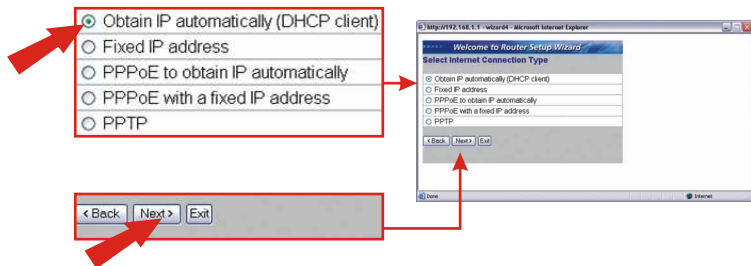 Obtain IP automatically (DHCP client)
Fixed IP address
PPPoE to obtain IP automatically
PPPoE with a fixed IP address
PPTP
< Back Next > Exit
http://192.168.1.1 - wizard4 - Microsoft Internet Explorer
Welcome to Router Setup Wizard
Select Internet Connection Type
Obtain IP automatically (DHCP client)
Fixed IP address
PPPoE to obtain IP automatically
PPPoE with a fixed IP address
PPTP
< Back Next > Exit
Done Internet